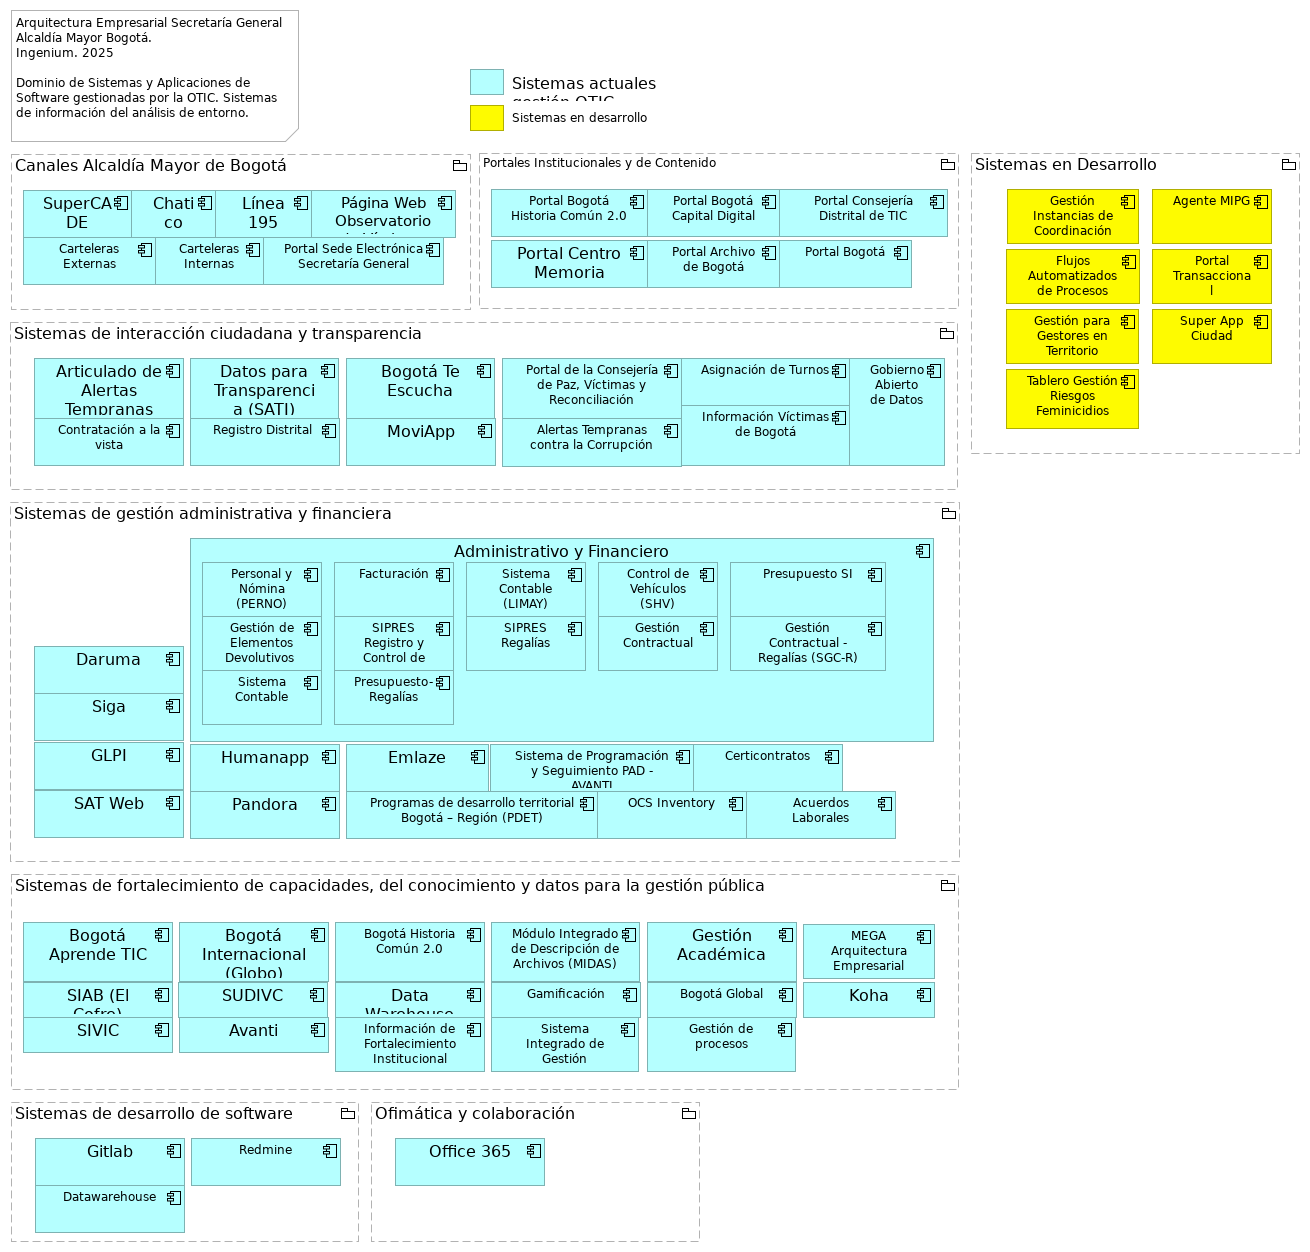 Arquitectura Empresarial Secretaría General
Alcaldía Mayor Bogotá.
Ingenium. 2025
Dominio de Sistemas y Aplicaciones de
Software gestionadas por la OTIC. Sistemas
de información del análisis de entorno.
Sistemas actuales
gestión OTIC
Sistemas en desarrollo
Canales Alcaldía Mayor de Bogotá
SuperCA
DE
Chati
co
Línea
195
Página Web
Observatorio
Carteleras
Externas
Carteleras
Internas
Portal Sede Electrónica
Secretaría General
Portales Institucionales y de Contenido
Portal Bogotá
Historia Común 2.0
Portal Bogotá
Capital Digital
Portal Consejería
Distrital de TIC
Portal Centro
Memoria
Portal Archivo
de Bogotá
Portal Bogotá
Sistemas en Desarrollo
Gestión
Instancias de
Coordinación
Agente MIPG
Flujos
Automatizados
de Procesos
Portal
Transacciona
l
Gestión para
Gestores en
Territorio
Super App
Ciudad
Tablero Gestión
Riesgos
Feminicidios
Sistemas de interacción ciudadana y transparencia
Articulado de
Alertas
Tempranas
Datos para
Transparenci
a (SATI)
Bogotá Te
Escucha
Portal de la Consejería
de Paz, Víctimas y
Reconciliación
Asignación de Turnos
Gobierno
Abierto
de Datos
Información Víctimas
de Bogotá
Contratación a la
vista
Registro Distrital
MoviApp
Alertas Tempranas
contra la Corrupción
Sistemas de gestión administrativa y financiera
Administrativo y Financiero
Personal y
Nómina
(PERNO)
Facturación
Sistema
Contable
(LIMAY)
Control de
Vehículos
(SHV)
Presupuesto SI
Gestión de
Elementos
Devolutivos
SIPRES
Registro y
Control de
SIPRES
Regalías
Gestión
Contractual
Gestión
Contractual -
Regalías (SGC-R)
Sistema
Contable
Presupuesto-
Regalías
Daruma
Siga
GLPI
SAT Web
Humanapp
Emlaze
Sistema de Programación
y Seguimiento PAD -
AVANTI
Certicontratos
Pandora
Programas de desarrollo territorial
Bogotá – Región (PDET)
OCS Inventory
Acuerdos
Laborales
Sistemas de fortalecimiento de capacidades, del conocimiento y datos para la gestión pública
Bogotá
Aprende TIC
Bogotá
Internacional
(Globo)
Bogotá Historia
Común 2.0
Módulo Integrado
de Descripción de
Archivos (MIDAS)
Gestión
Académica
MEGA
Arquitectura
Empresarial
SIAB (El
Cofre)
SUDIVC
Data
Warehouse
Gamificación
Bogotá Global
Koha
SIVIC
Avanti
Información de
Fortalecimiento
Institucional
Sistema
Integrado de
Gestión
Gestión de
procesos
Sistemas de desarrollo de software
Gitlab
Redmine
Datawarehouse
Ofimática y colaboración
Office 365